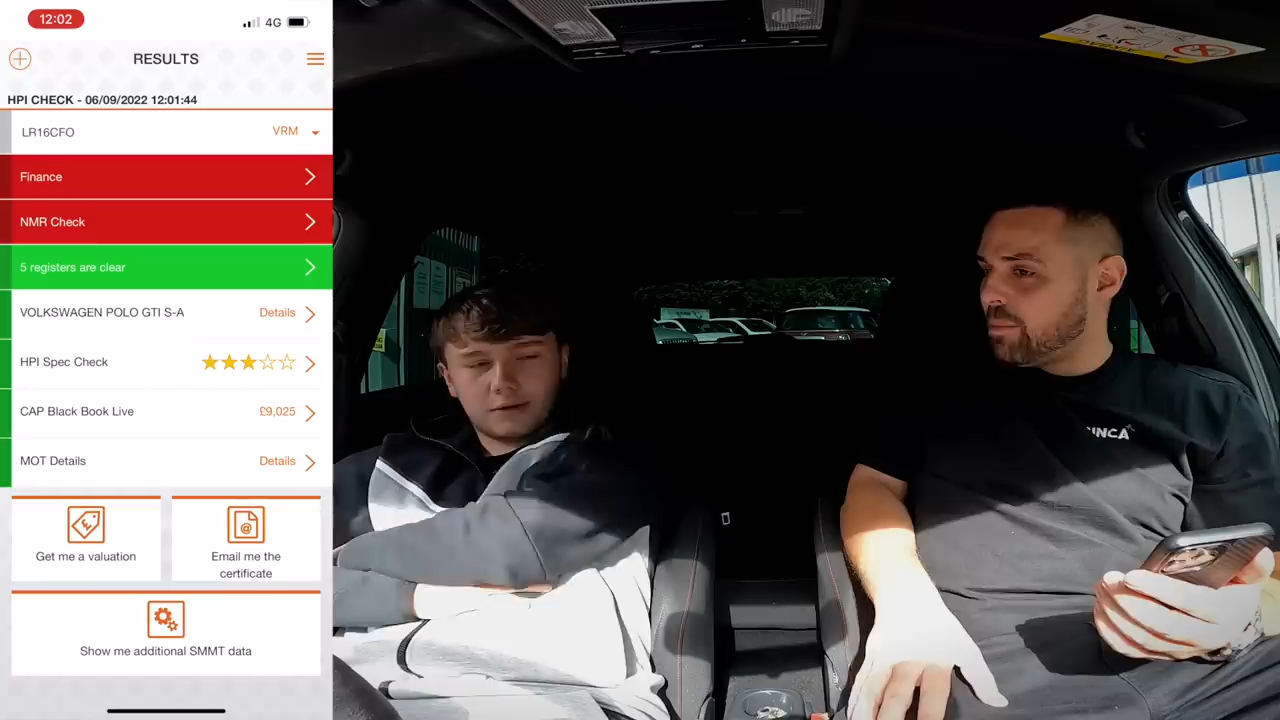 12:02
4G
RESULTS
HPI CHECK - 06/09/2022 12:01:44
LR16CFO VRM
Finance
NMR Check
5 registers are clear
VOLKSWAGEN POLO GTI S-A Details
HPI Spec Check
CAP Black Book Live £9,025
MOT Details Details
Get me a valuation
Email me the
certificate
Show me additional SMMT data